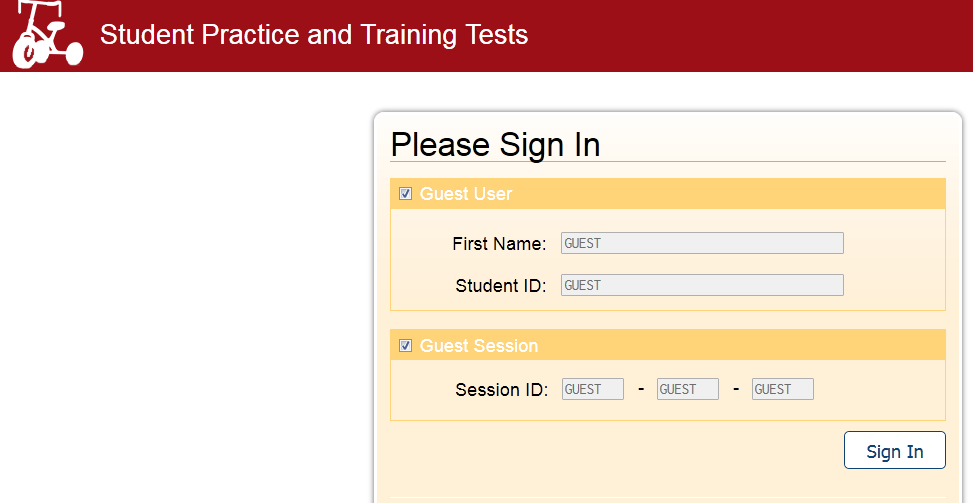 Student Practice and Training Tests
Please Sign In
Guest User
First Name: GUEST
Student ID: GUEST
Guest Session
Session ID: GUEST - GUEST - GUEST
Sign In